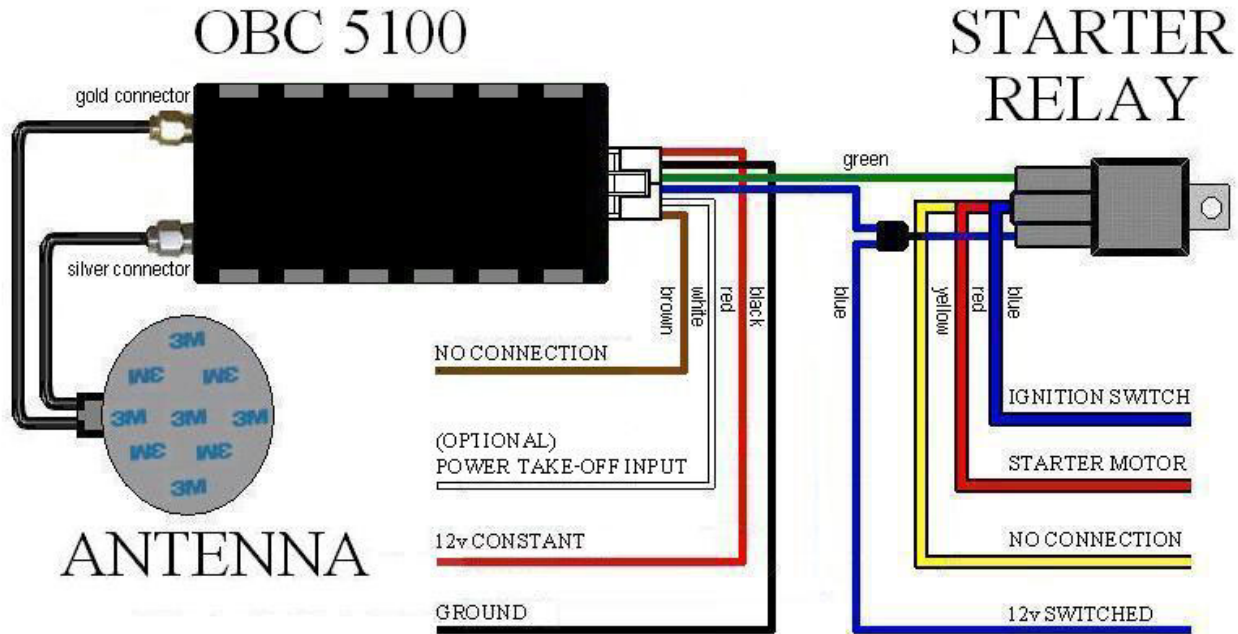 OBC 5100
STARTER
RELAY
gold connector
green
silver connector
brown
white
red
black
blue
yellow
red
blue
NO CONNECTION
(OPTIONAL)
POWER TAKE-OFF INPUT
12v CONSTANT
GROUND
IGNITION SWITCH
STARTER MOTOR
NO CONNECTION
12v SWITCHED
3M
3M 3M
3M 3M 3M
3M 3M
3M
ANTENNA